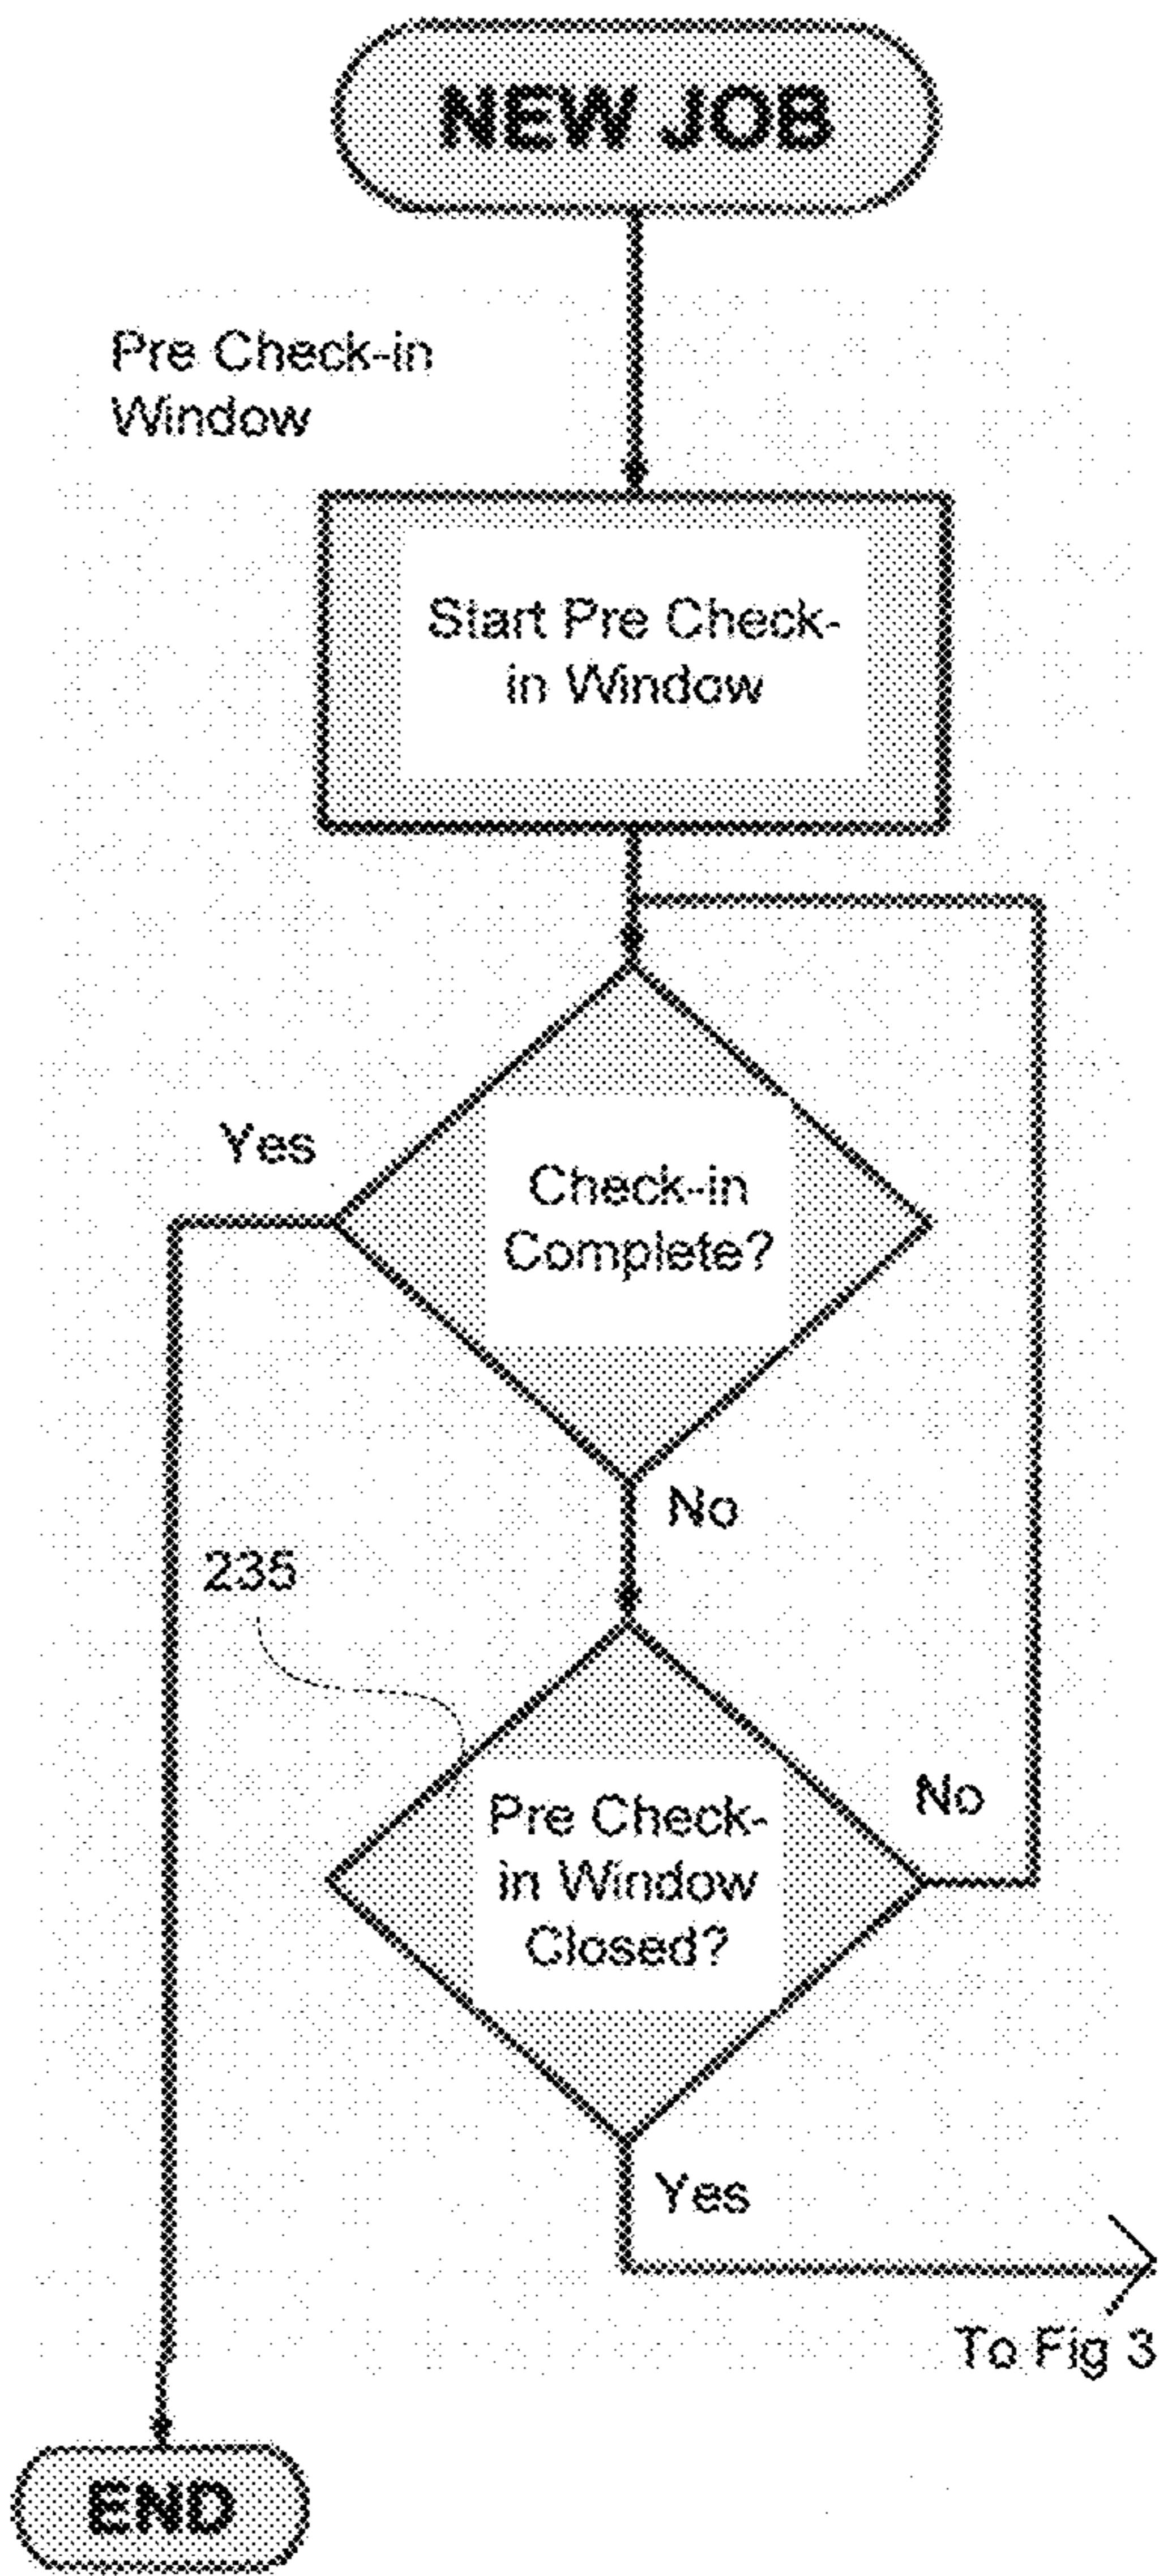 NEW JOB
Pre Check-in
Window
Start Pre Check-
in Window
Yes
Check-in
Complete?
No
235
Pre Check-
in Window
Closed?
No
Yes
To Fig 3
END